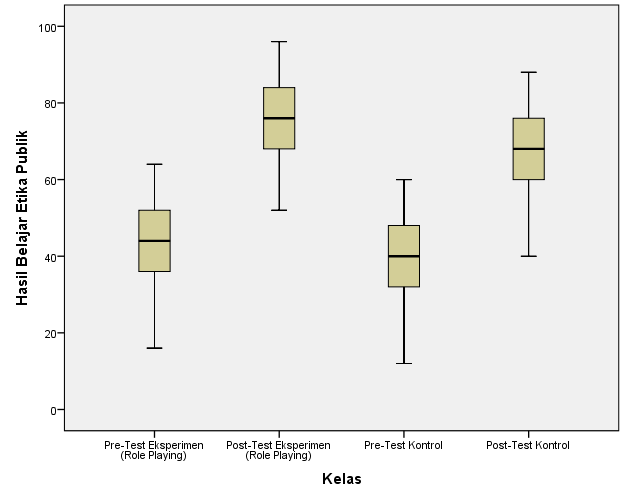 Hasil Belajar Etika Publik
100
80
60
40
20
0
Pre-Test Eksperimen
(Role Playing)
Post-Test Eksperimen
(Role Playing)
Pre-Test Kontrol
Post-Test Kontrol
Kelas